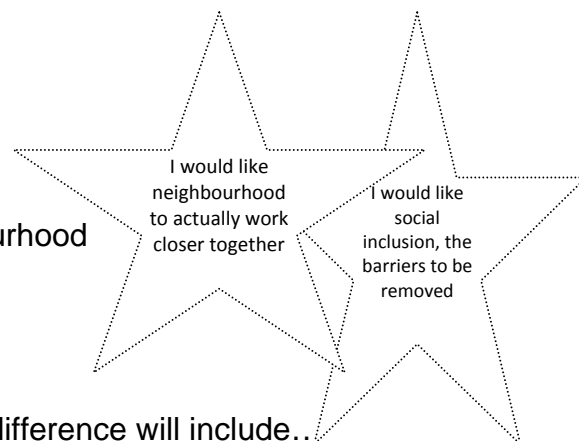 I would like
neighbourhood
to actually work
closer together
I would like
social
inclusion, the
barriers to be
removed
urhood
difference will include…